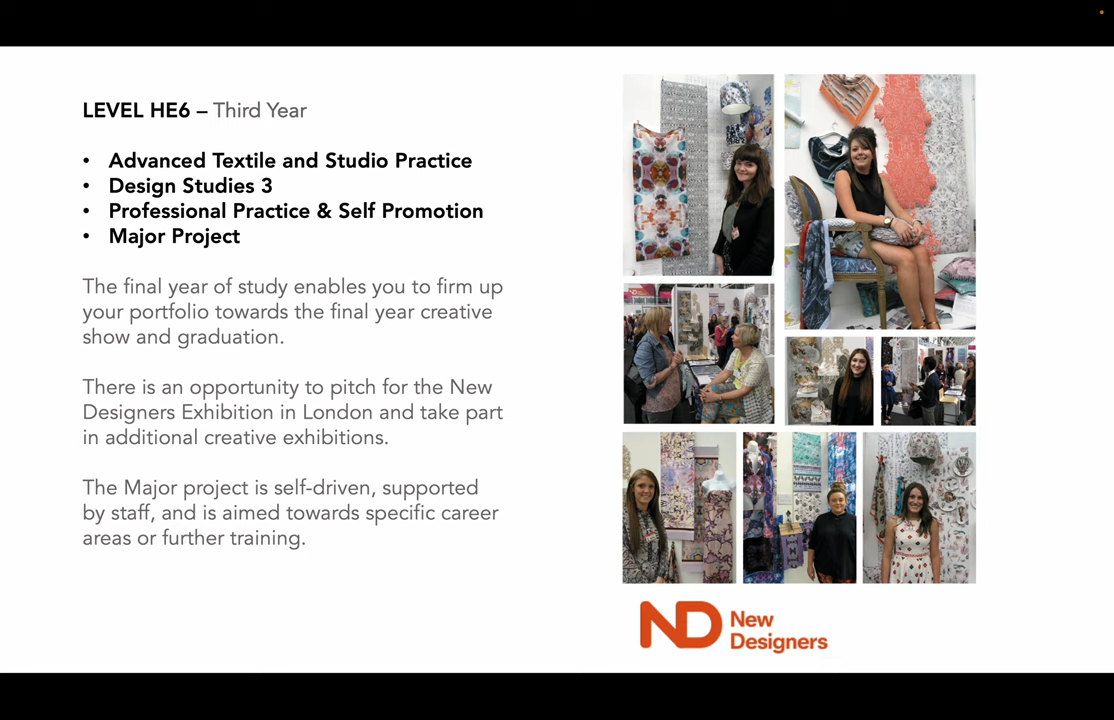 LEVEL HE6 – Third Year
• Advanced Textile and Studio Practice
• Design Studies 3
• Professional Practice & Self Promotion
• Major Project
The final year of study enables you to firm up
your portfolio towards the final year creative
show and graduation.
There is an opportunity to pitch for the New
Designers Exhibition in London and take part
in additional creative exhibitions.
The Major project is self-driven, supported
by staff, and is aimed towards specific career
areas or further training.
ND New
Designers